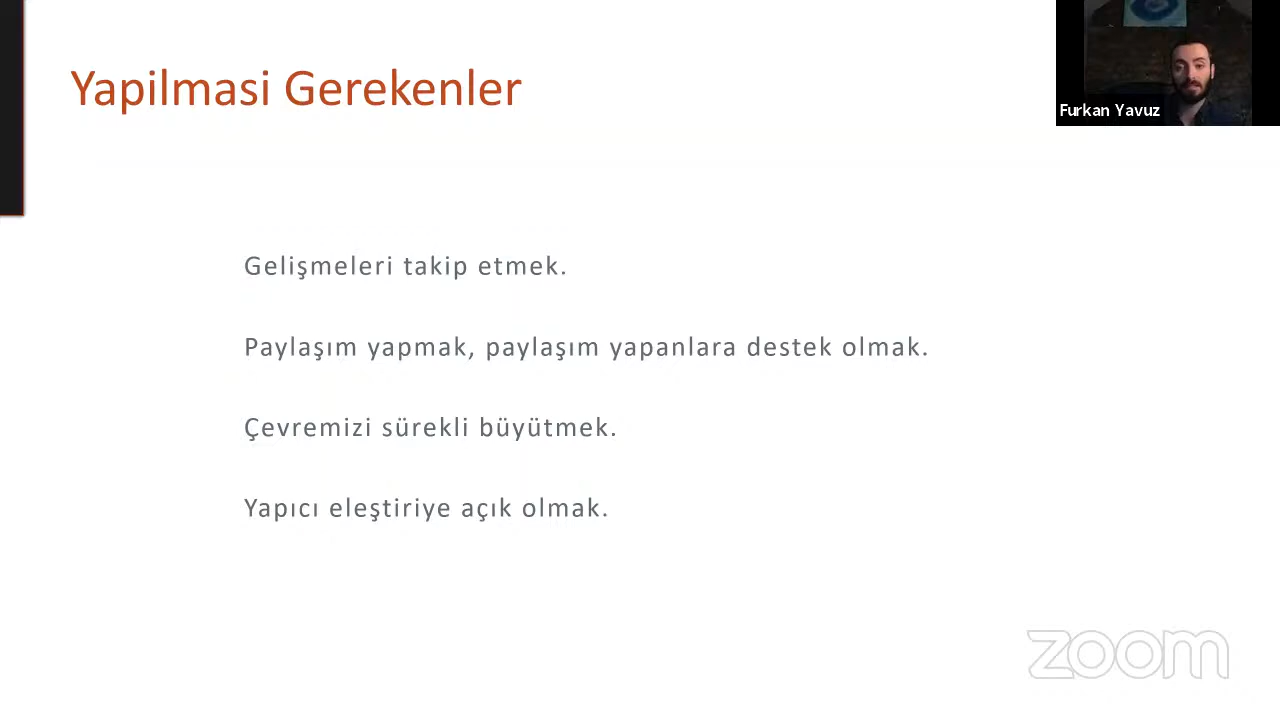 Yapilmasi Gerekenler
Furkan Yavuz
Gelişmeleri takip etmek.
Paylaşım yapmak, paylaşım yapanlara destek olmak.
Çevremizi sürekli büyütmek.
Yapıcı eleştiriye açık olmak.
zoom